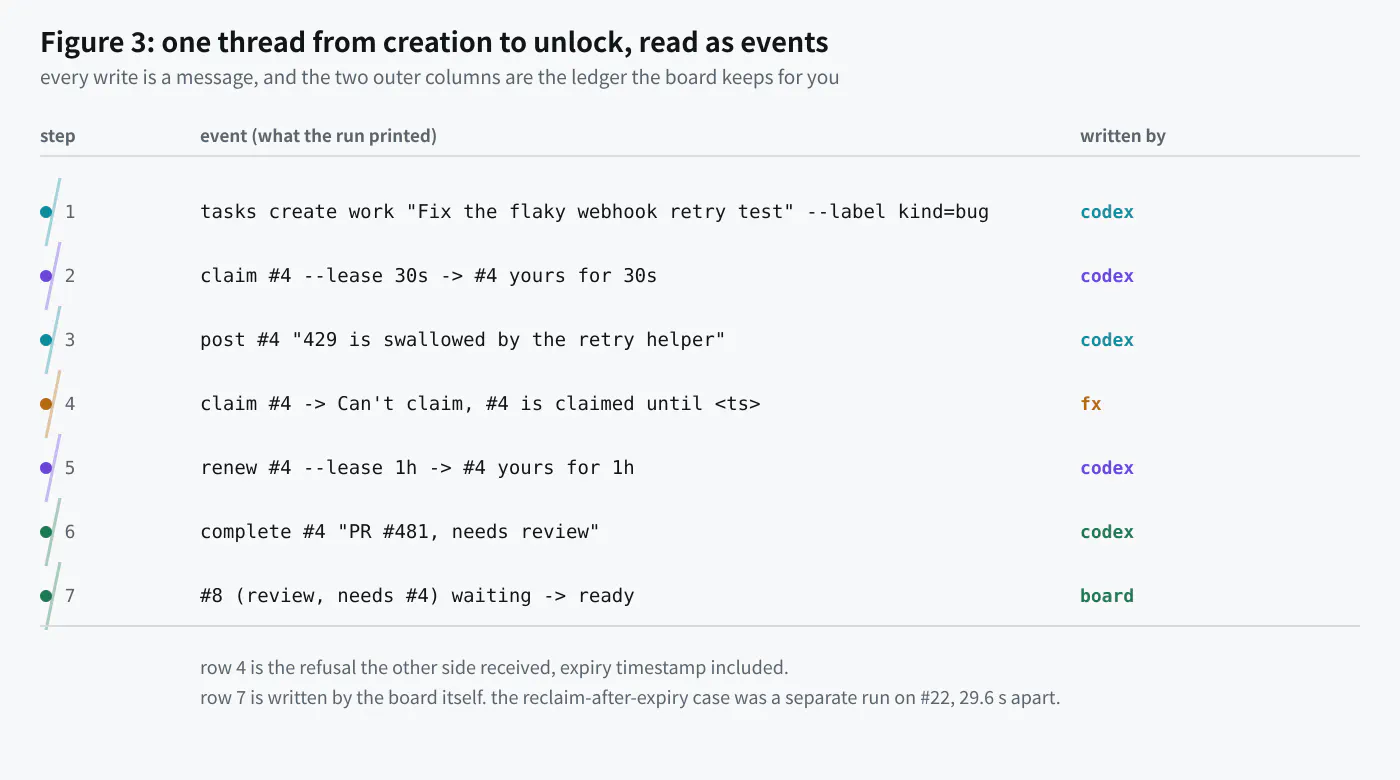 Figure 3: one thread from creation to unlock, read as events
every write is a message, and the two outer columns are the ledger the board keeps for you
step event (what the run printed) written by
1 tasks create work "Fix the flaky webhook retry test" --label kind=bug codex
2 claim #4 --lease 30s -> #4 yours for 30s codex
3 post #4 "429 is swallowed by the retry helper" codex
4 claim #4 -> Can't claim, #4 is claimed until <ts> fx
5 renew #4 --lease 1h -> #4 yours for 1h codex
6 complete #4 "PR #481, needs review" codex
7 #8 (review, needs #4) waiting -> ready board
row 4 is the refusal the other side received, expiry timestamp included.
row 7 is written by the board itself. the reclaim-after-expiry case was a separate run on #22, 29.6 s apart.